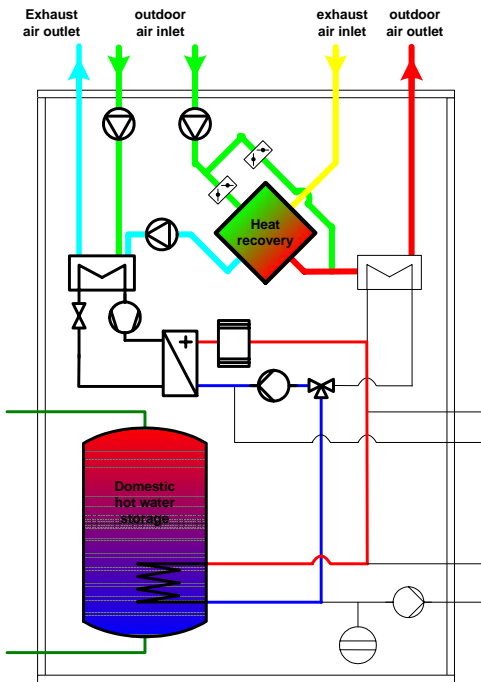 Exhaust
air outlet
outdoor
air inlet
exhaust
air inlet
outdoor
air outlet
Heat
recovery
+
Domestic
hot water
storage